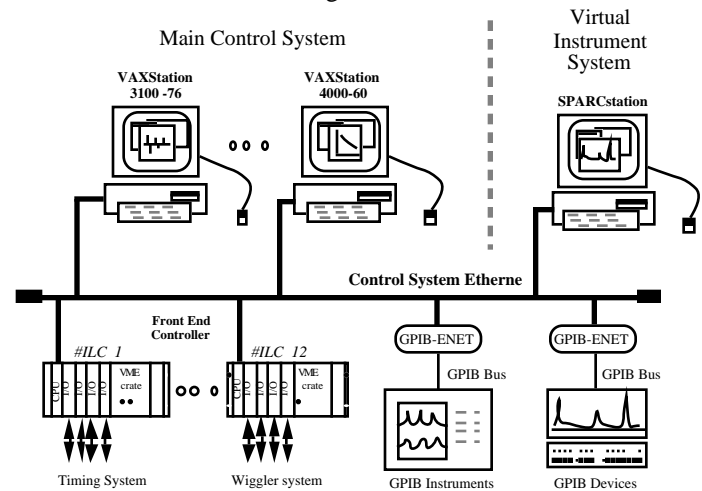 Main Control System
Virtual
Instrument
System
VAXStation
3100 -76
VAXStation
4000-60
SPARCstation
Control System Etherne
Front End
Controller
#ILC 1
#ILC 12
CPU
I/O
I/O
I/O
VME
crate
CPU
I/O
I/O
I/O
VME
crate
GPIB-ENET
GPIB-ENET
GPIB Bus
GPIB Bus
Timing System
Wiggler system
GPIB Instruments
GPIB Devices